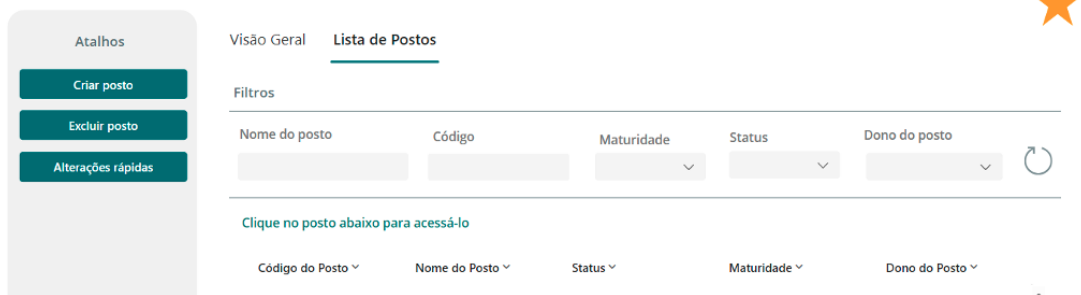 Atalhos
Criar posto
Excluir posto
Alterações rápidas
Visão Geral Lista de Postos
Filtros
Nome do posto Código Maturidade Status Dono do posto
Clique no posto abaixo para acessá-lo
Código do Posto Nome do Posto Status Maturidade Dono do Posto